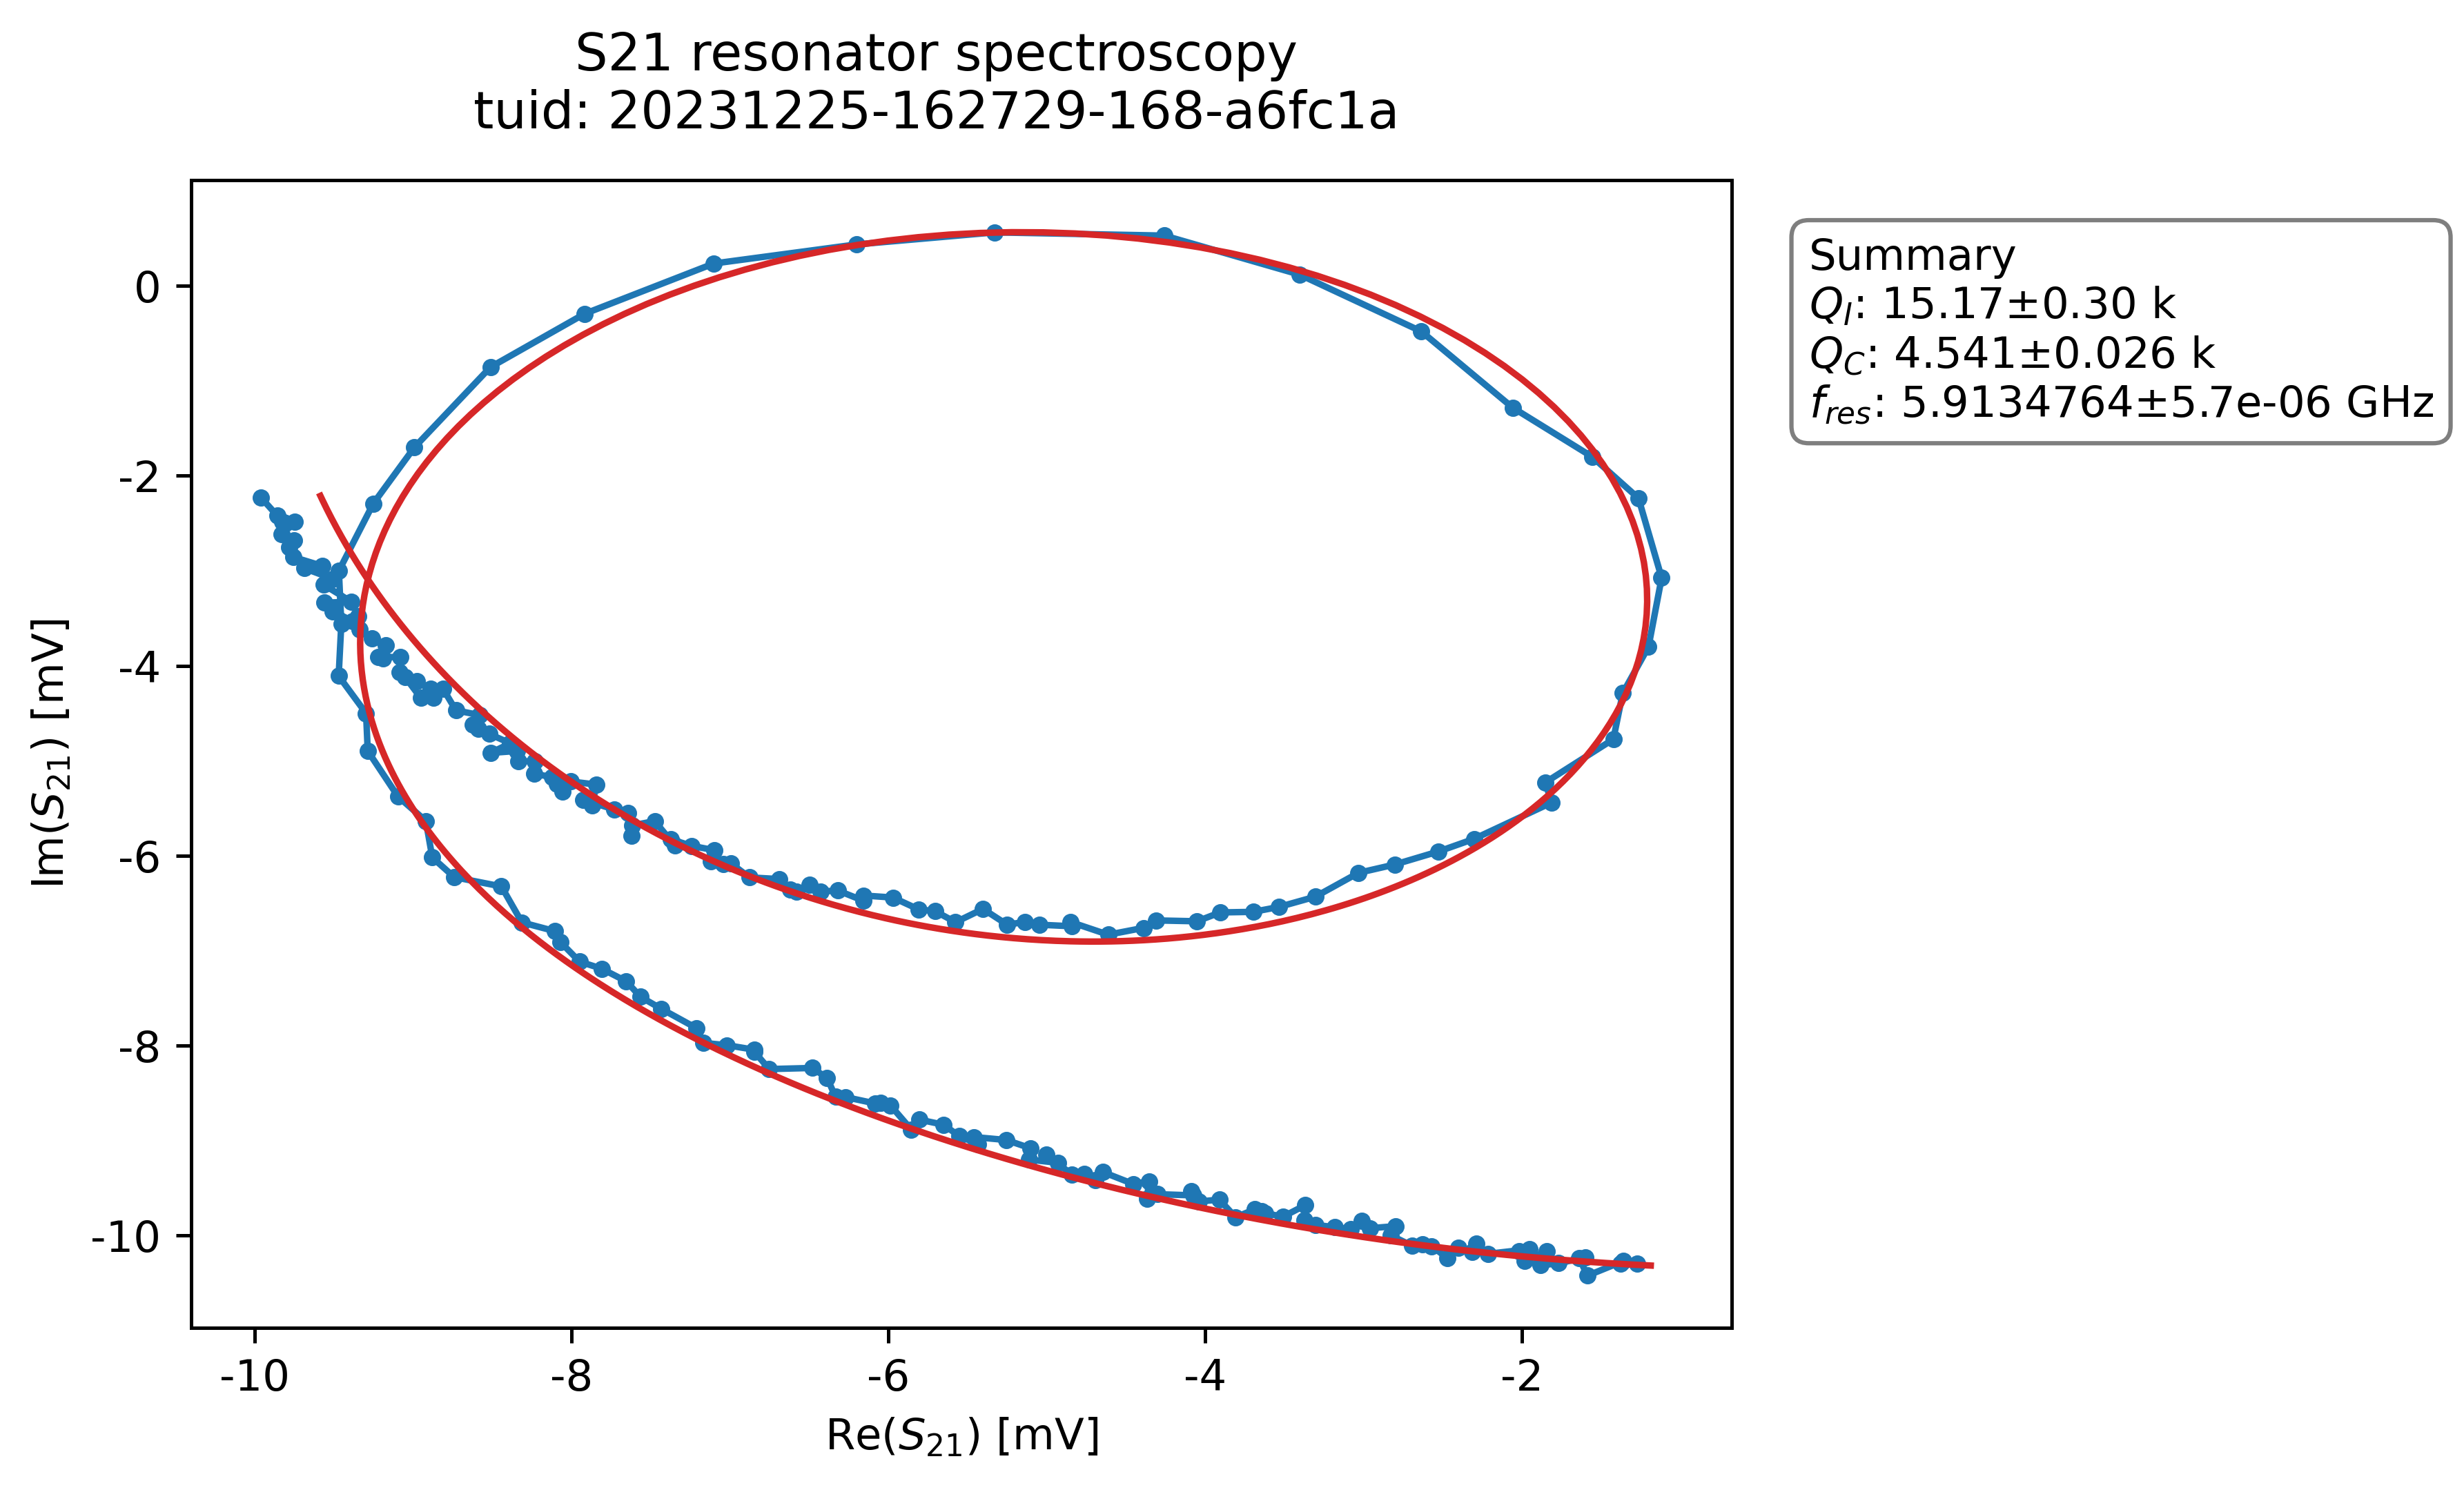 S21 resonator spectroscopy
tuid: 20231225-162729-168-a6fc1a
Summary
Q_I: 15.17±0.30 k
Q_C: 4.541±0.026 k
f_res: 5.9134764±5.7e-06 GHz
Im(S_21) [mV]
0
-2
-4
-6
-8
-10
-10 -8 -6 -4 -2
Re(S_21) [mV]